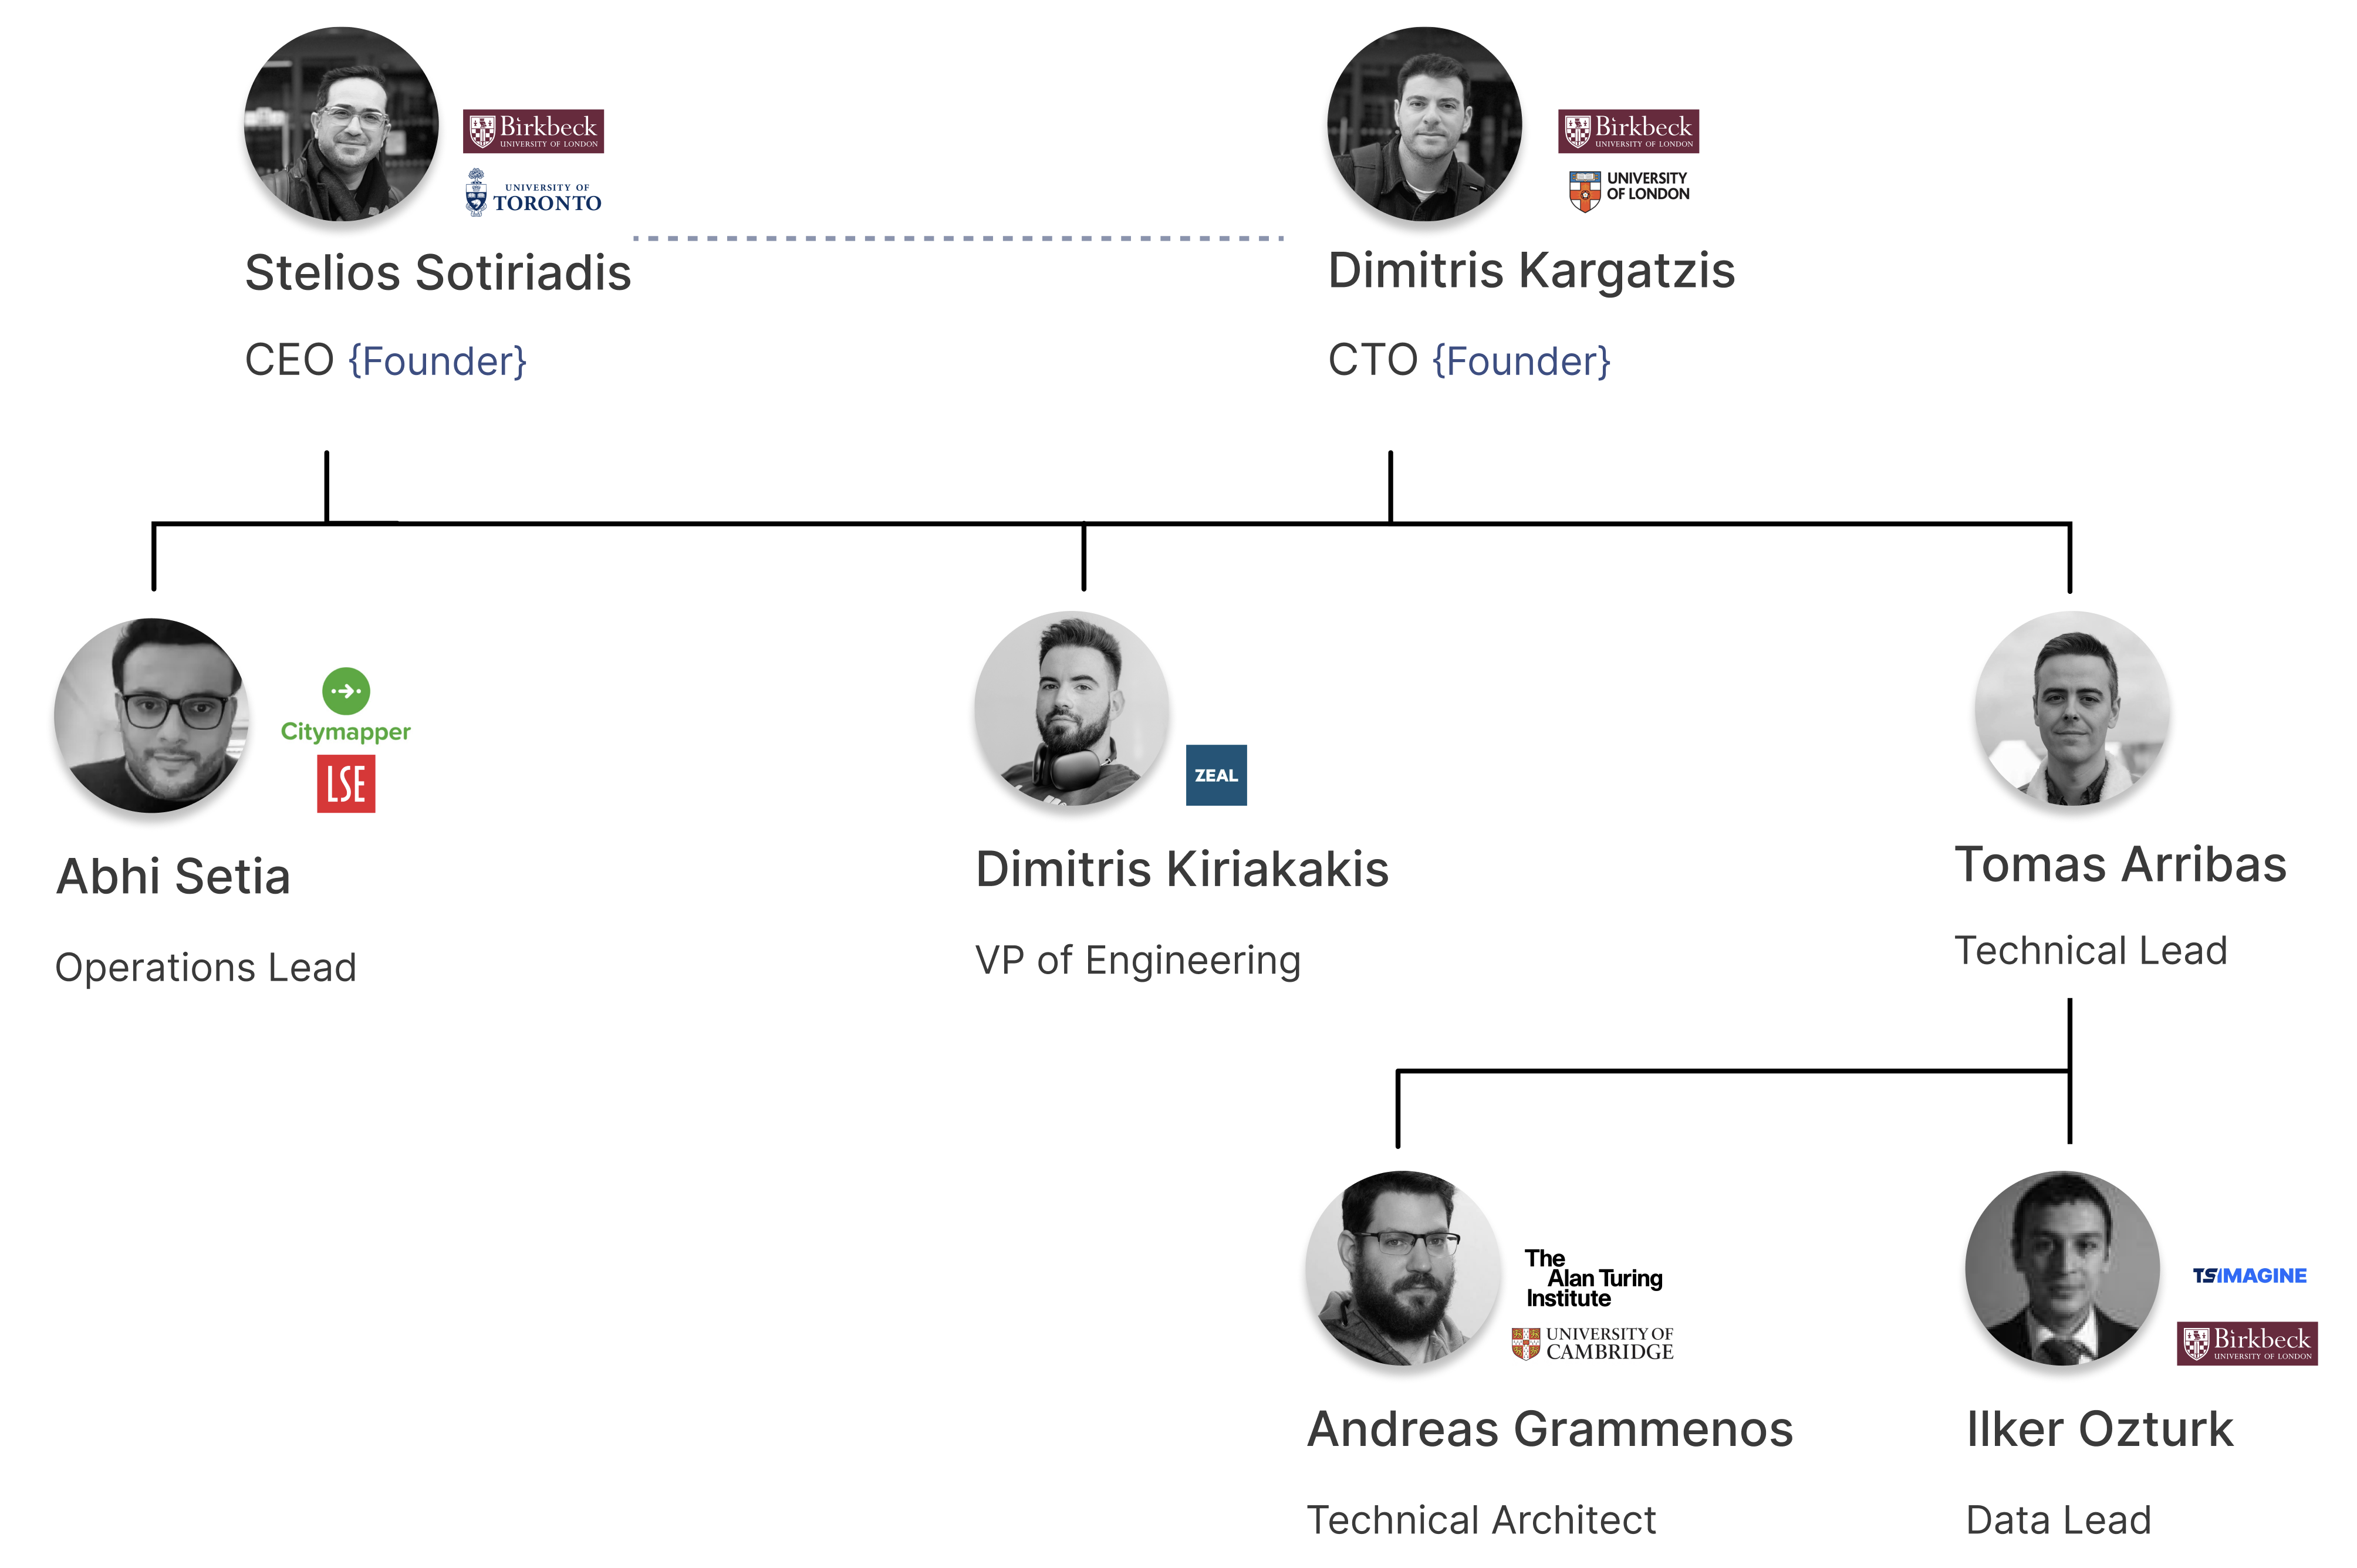 Birkbeck
UNIVERSITY OF LONDON
UNIVERSITY OF
TORONTO
Stelios Sotiriadis
CEO {Founder}
Birkbeck
UNIVERSITY OF LONDON
UNIVERSITY
OF LONDON
Dimitris Kargatzis
CTO {Founder}
Citymapper
LSE
Abhi Setia
Operations Lead
ZEAL
Dimitris Kiriakakis
VP of Engineering
Tomas Arribas
Technical Lead
The
Alan Turing
Institute
UNIVERSITY OF
CAMBRIDGE
Andreas Grammenos
Technical Architect
TSIMAGINE
Birkbeck
UNIVERSITY OF LONDON
Ilker Ozturk
Data Lead